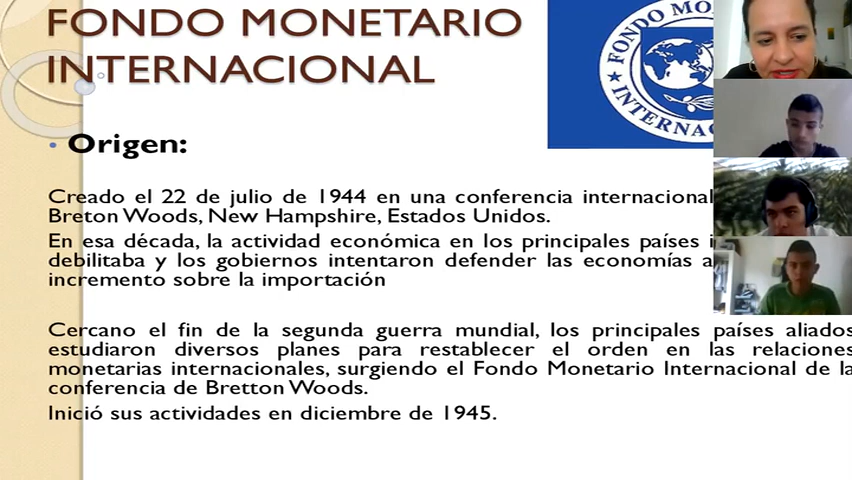 FONDO MONETARIO
INTERNACIONAL
FONDO MO
INTERNAC
• Origen:
Creado el 22 de julio de 1944 en una conferencia internacional
Breton Woods, New Hampshire, Estados Unidos.
En esa década, la actividad económica en los principales países i
debilitaba y los gobiernos intentaron defender las economías a
incremento sobre la importación
Cercano el fin de la segunda guerra mundial, los principales países aliados
estudiaron diversos planes para restablecer el orden en las relaciones
monetarias internacionales, surgiendo el Fondo Monetario Internacional de la
conferencia de Bretton Woods.
Inició sus actividades en diciembre de 1945.